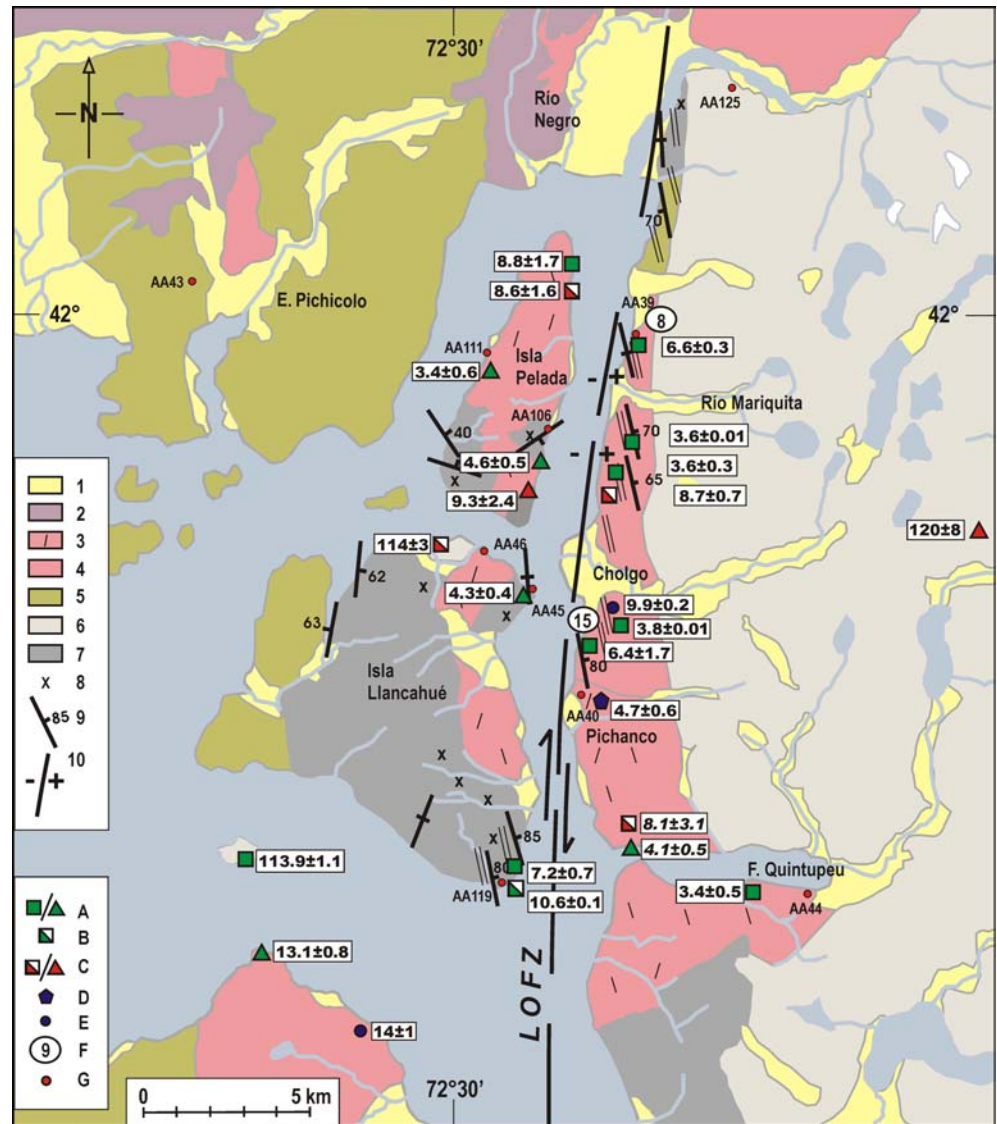 72°30'
N
Río
Negro
AA125
x
70
8.8±1.7
AA43
8.6±1.6
E. Pichicolo
AA39
8
42°
42°
6.6±0.3
AA111
Isla
Pelada
3.4±0.6
- +
Río Mariquita
AA106
40
x
70
3.6±0.01
4.6±0.5
- +
3.6±0.3
x
65
8.7±0.7
9.3±2.4
120±8
114±3
AA46
Cholgo
62
x
4.3±0.4
9.9±0.2
AA45
15
3.8±0.01
x
63
6.4±1.7
80
Isla
Llancahué
AA40
4.7±0.6
Pichanco
x
x
x
8.1±3.1
85
x
4.1±0.5
F. Quintupeu
113.9±1.1
80
7.2±0.7
3.4±0.5
AA119
10.6±0.1
AA44
13.1±0.8
LOFZ
14±1
72°30'
0 5 km
1
2
3
4
5
6
7
x 8
85 9
- + 10
A
B
C
D
E
9 F
G